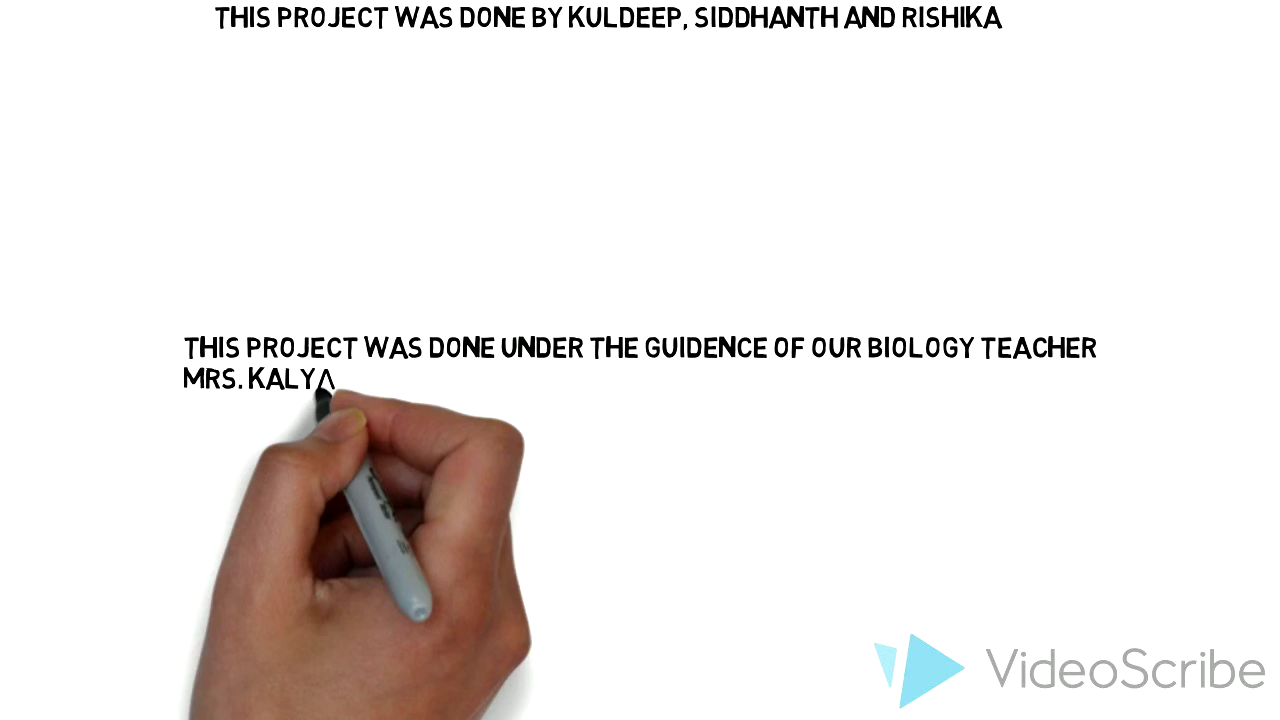 THIS PROJECT WAS DONE BY KULDEEP, SIDDHANTH AND RISHIKA
THIS PROJECT WAS DONE UNDER THE GUIDENCE OF OUR BIOLOGY TEACHER
MRS. KALYA
VideoScribe